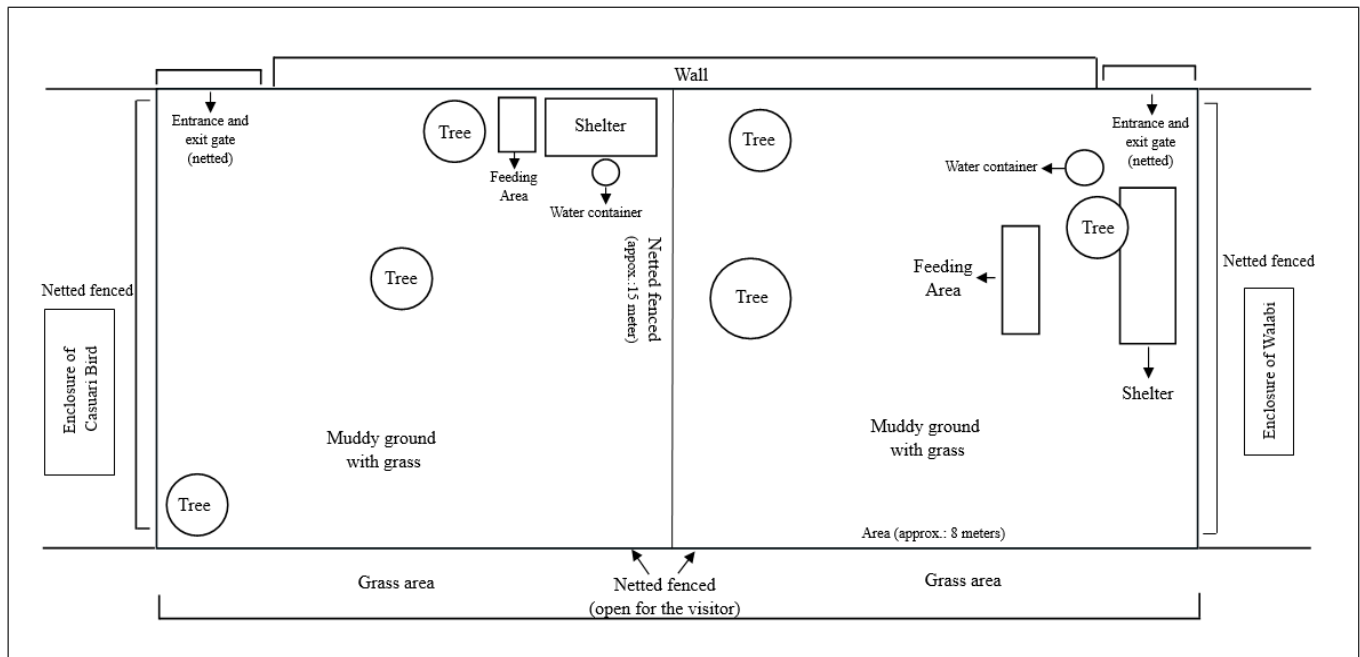 Wall
Entrance and
exit gate
(netted)
Tree
Feeding
Area
Shelter
Water container
Tree
Tree
Muddy ground
with grass
Netted fenced
(appox.:15 meter)
Tree
Tree
Entrance and
exit gate
(netted)
Water container
Tree
Feeding
Area
Shelter
Muddy ground
with grass
Area (approx.: 8 meters)
Netted fenced
Enclosure of
Casuari Bird
Netted fenced
Enclosure of Walabi
Grass area
Netted fenced
(open for the visitor)
Grass area